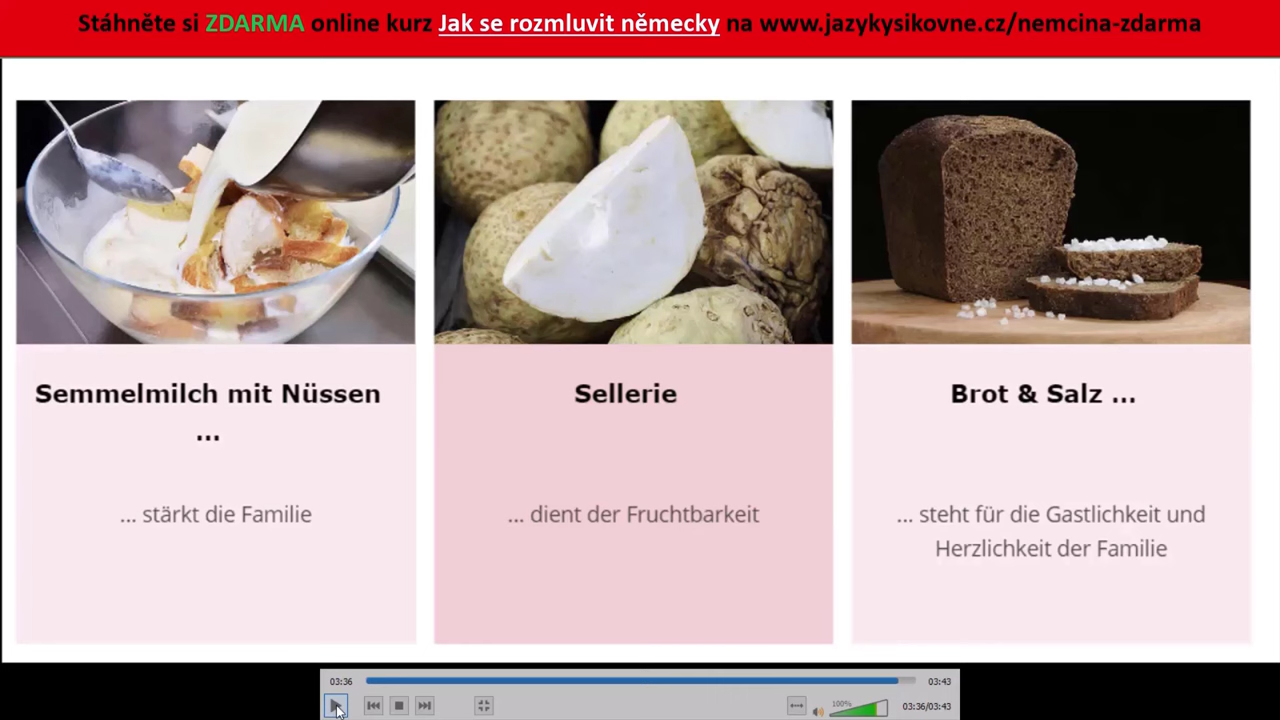 Stáhněte si ZDARMA online kurz Jak se rozmluvit německy na www.jazykysikovne.cz/nemcina-zdarma
Semmelmilch mit Nüssen
...
... stärkt die Familie
Sellerie
... dient der Fruchtbarkeit
Brot & Salz ...
... steht für die Gastlichkeit und
Herzlichkeit der Familie
03:36
03:43
100%
03:36/03:43